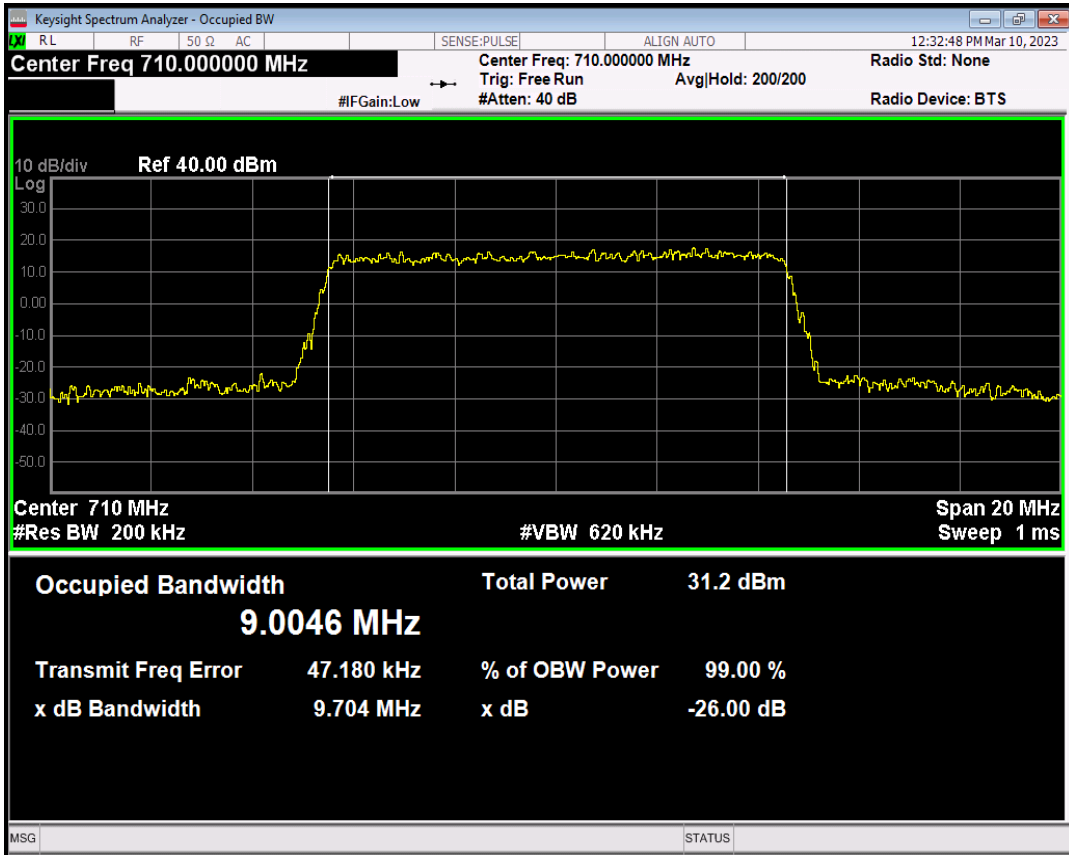 Keysight Spectrum Analyzer - Occupied BW
LXI RL RF 50 Ω AC SENSE:PULSE ALIGN AUTO 12:32:48 PM Mar 10, 2023
Center Freq 710.000000 MHz Center Freq: 710.000000 MHz Radio Std: None
Trig: Free Run Avg|Hold: 200/200
#IFGain:Low #Atten: 40 dB Radio Device: BTS
10 dB/div Ref 40.00 dBm
Log
30.0
20.0
10.0
0.00
-10.0
-20.0
-30.0
-40.0
-50.0
Center 710 MHz Span 20 MHz
#Res BW 200 kHz #VBW 620 kHz Sweep 1 ms
Occupied Bandwidth Total Power 31.2 dBm
9.0046 MHz
Transmit Freq Error 47.180 kHz % of OBW Power 99.00 %
x dB Bandwidth 9.704 MHz x dB -26.00 dB
MSG STATUS